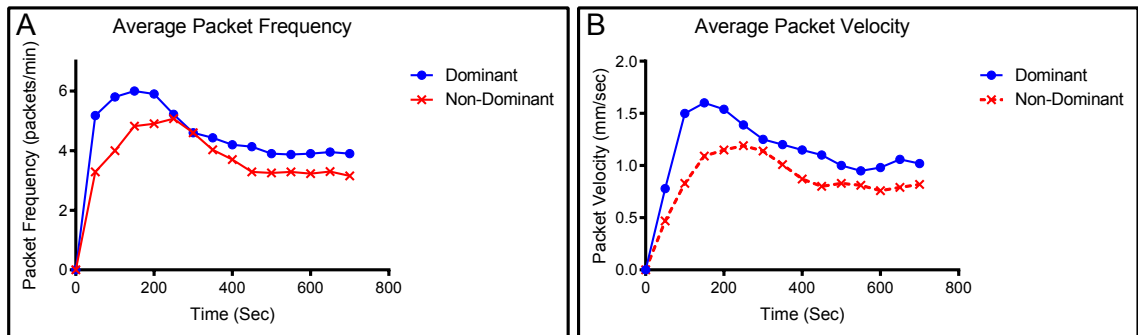 A
Average Packet Frequency
Packet Frequency (packets/min)
6
4
2
0
0
200
400
600
800
Time (Sec)
Dominant
Non-Dominant
B
Average Packet Velocity
Packet Velocity (mm/sec)
2.0
1.5
1.0
0.5
0.0
0
200
400
600
800
Time (Sec)
Dominant
Non-Dominant